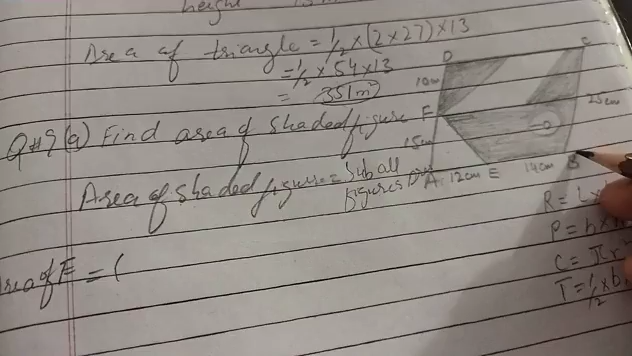 height
Area of triangle = 1/2 × (2 × 27) × 13
= 1/2 × 54 × 13
= 351m²
Q#9 (a) Find area of shaded figure
Area of shaded figure = Sub all
figures
Area of F = (
D C
10cm
F
25cm
15cm
A 12cm E 14cm B
R = L ×
P = b × h
C = πr²
T = 1/2 × b